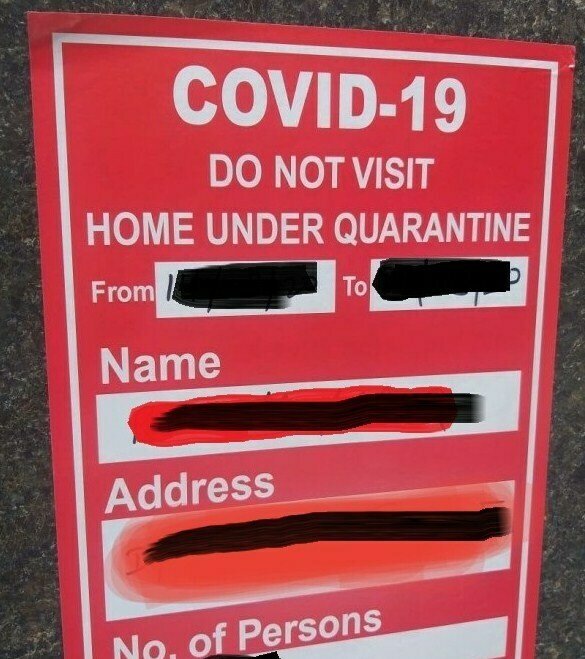 COVID-19
DO NOT VISIT
HOME UNDER QUARANTINE
From To
Name
Address
No. of Persons